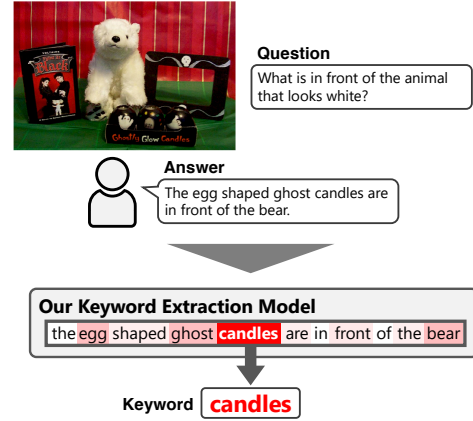 Ghostly Glow Candles
Question
What is in front of the animal
that looks white?
Answer
The egg shaped ghost candles are
in front of the bear.
Our Keyword Extraction Model
the egg shaped ghost candles are in front of the bear
Keyword candles